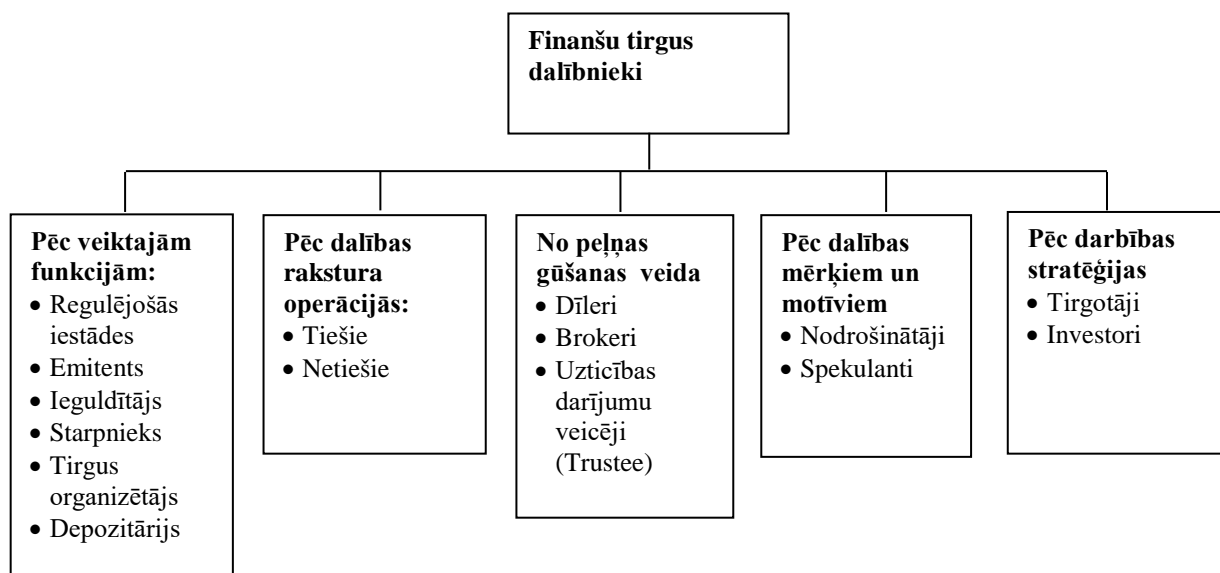 Finanšu tirgus
dalībnieki
Pēc veiktajām
funkcijām:
• Regulējošās
iestādes
• Emitents
• Ieguldītājs
• Starpnieks
• Tirgus
organizētājs
• Depozitārijs
Pēc dalības
rakstura
operācijās:
• Tiešie
• Netiešie
No peļņas
gūšanas veida
• Dīleri
• Brokeri
• Uzticības
darījumu
veicēji
(Trustee)
Pēc dalības
mērķiem un
motīviem
• Nodrošinātāji
• Spekulanti
Pēc darbības
stratēģijas
• Tirgotāji
• Investori